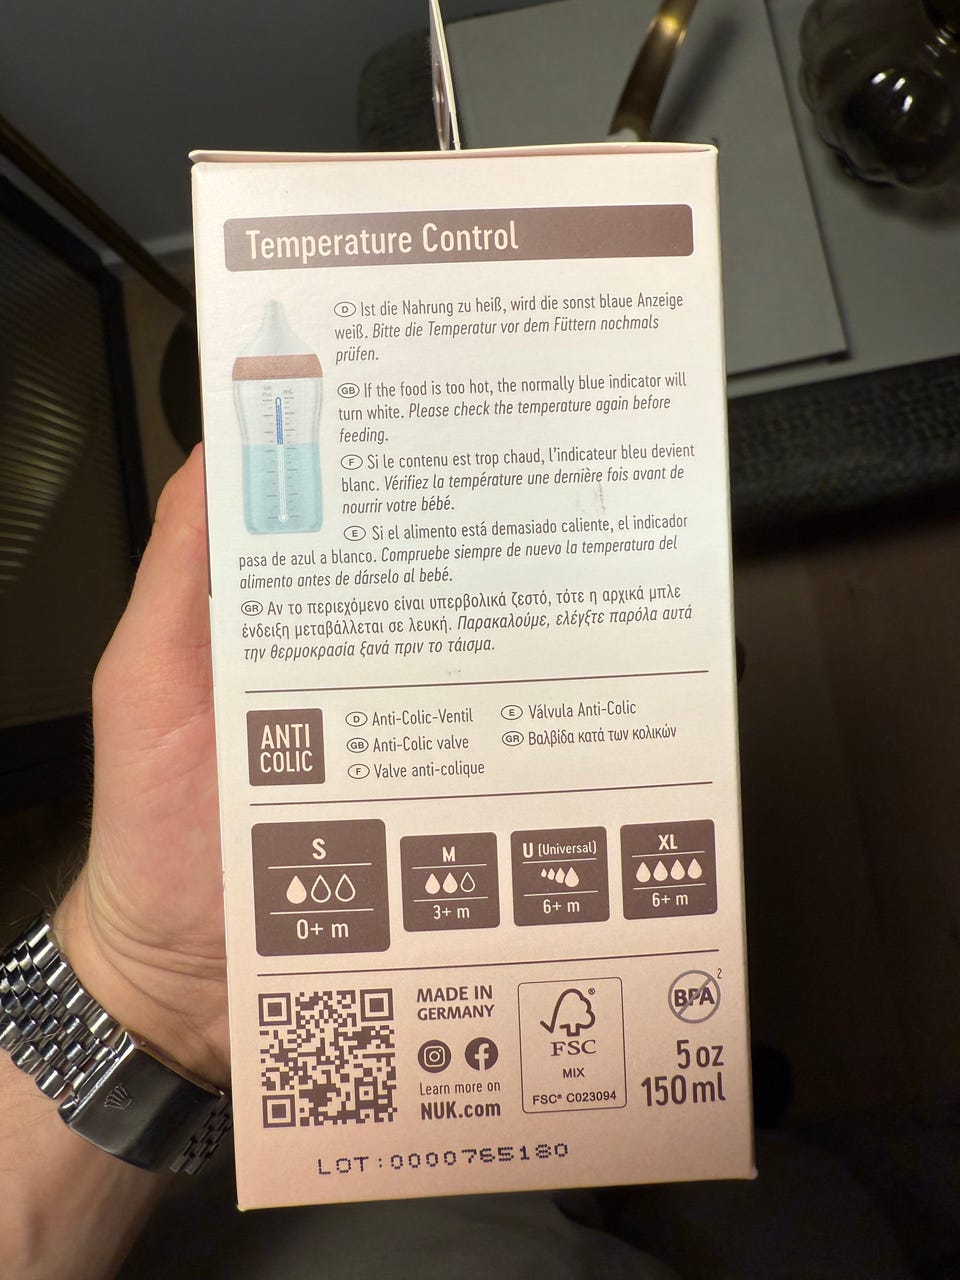 Temperature Control
D Ist die Nahrung zu heiß, wird die sonst blaue Anzeige
weiß. Bitte die Temperatur vor dem Füttern nochmals
prüfen.
GB If the food is too hot, the normally blue indicator will
turn white. Please check the temperature again before
feeding.
F Si le contenu est trop chaud, l'indicateur bleu devient
blanc. Vérifiez la température une dernière fois avant de
nourrir votre bébé.
E Si el alimento está demasiado caliente, el indicador
pasa de azul a blanco. Compruebe siempre de nuevo la temperatura del
alimento antes de dárselo al bebé.
GR Αν το περιεχόμενο είναι υπερβολικά ζεστό, τότε η αρχικά μπλε
ένδειξη μεταβάλλεται σε λευκή. Παρακαλούμε, ελέγξτε παρόλα αυτά
την θερμοκρασία ξανά πριν το τάισμα.
ANTI
COLIC
D Anti-Colic-Ventil
GB Anti-Colic valve
F Valve anti-colique
E Válvula Anti-Colic
GR Βαλβίδα κατά των κολικών
S
0+ m
M
3+ m
U (Universal)
6+ m
XL
6+ m
MADE IN
GERMANY
Learn more on
NUK.com
FSC
MIX
FSC® C023094
BPA²
5 oz
150 ml
LOT:0000765180